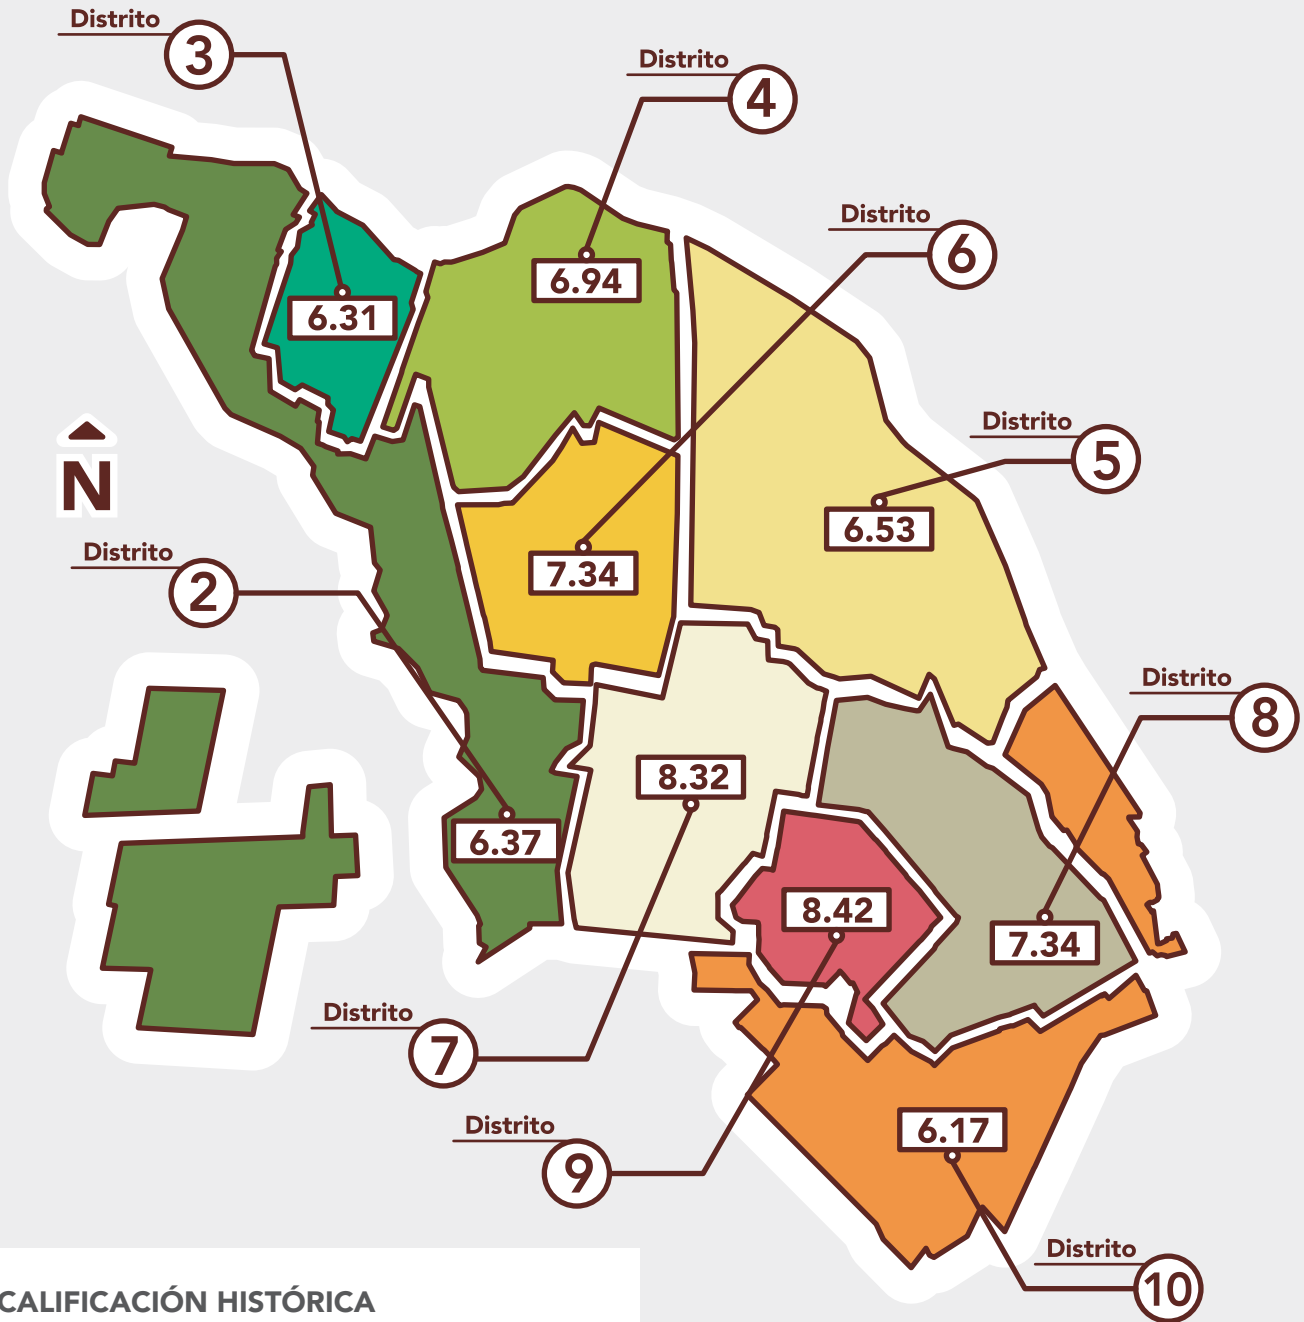 Distrito
3
Distrito
4
6.94
6.31
Distrito
6
Distrito
5
6.53
N
7.34
Distrito
2
Distrito
8
8.32
6.37
8.42
7.34
Distrito
7
Distrito
9
6.17
Distrito
10
CALIFICACIÓN HISTÓRICA